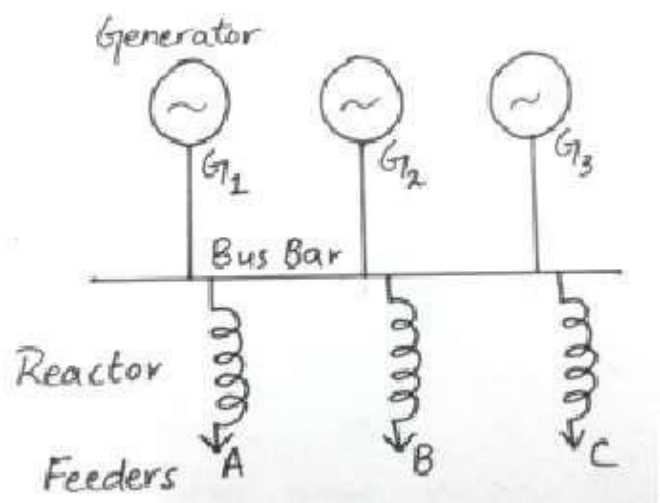 Generator
~ ~ ~
G1 G2 G3
Bus Bar
Reactor
Feeders A B C